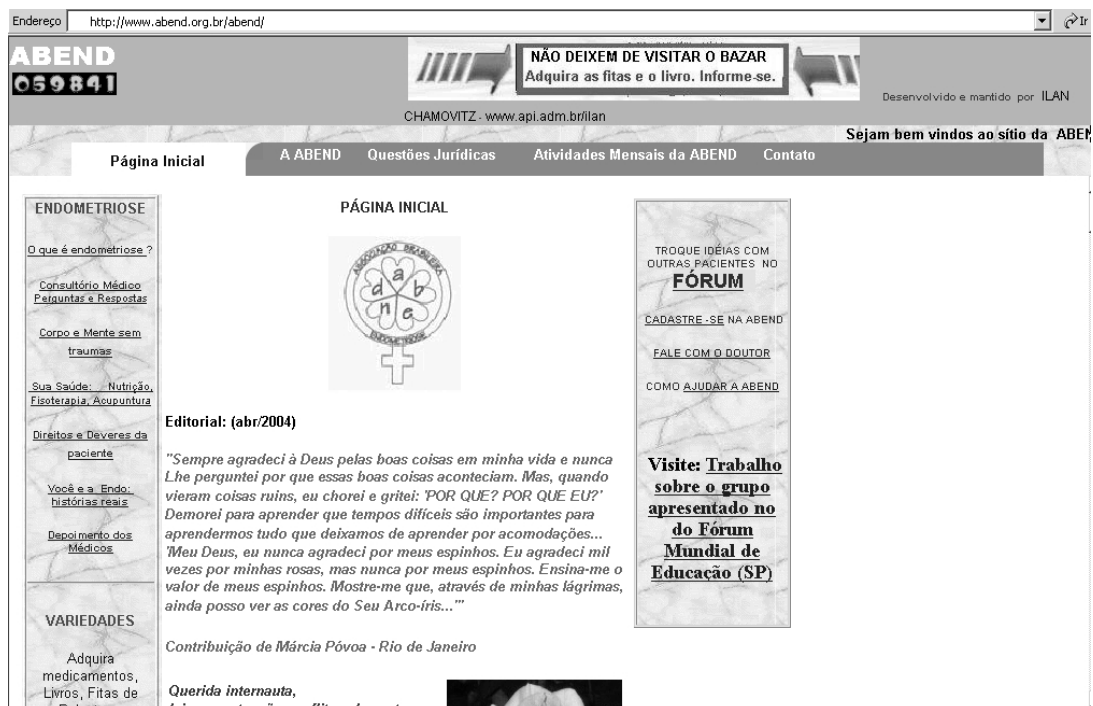 Endereço http://www.abend.org.br/abend/ Ir
ABEND
059841
NÃO DEIXEM DE VISITAR O BAZAR
Adquira as fitas e o livro. Informe-se.
Desenvolvido e mantido por ILAN
CHAMOVITZ - www.api.adm.br/ilan
Sejam bem vindos ao sítio da ABEN
Página Inicial A ABEND Questões Jurídicas Atividades Mensais da ABEND Contato
ENDOMETRIOSE
O que é endometriose ?
Consultório Médico
Perguntas e Respostas
Corpo e Mente sem
traumas
Sua Saúde: Nutrição,
Fisoterapia, Acupuntura
Direitos e Deveres da
paciente
Você e a Endo:
histórias reais
Depoimento dos
Médicos
VARIEDADES
Adquira
medicamentos,
Livros, Fitas de
PÁGINA INICIAL
ASSOCIAÇÃO BRASILEIRA
a
d b
n e
ENDOMETRIOSE
Editorial: (abr/2004)
"Sempre agradeci à Deus pelas boas coisas em minha vida e nunca
Lhe perguntei por que essas boas coisas aconteciam. Mas, quando
vieram coisas ruins, eu chorei e gritei: 'POR QUE? POR QUE EU?'
Demorei para aprender que tempos difíceis são importantes para
aprendermos tudo que deixamos de aprender por acomodações...
'Meu Deus, eu nunca agradeci por meus espinhos. Eu agradeci mil
vezes por minhas rosas, mas nunca por meus espinhos. Ensina-me o
valor de meus espinhos. Mostre-me que, através de minhas lágrimas,
ainda posso ver as cores do Seu Arco-íris...'"
Contribuição de Márcia Póvoa - Rio de Janeiro
Querida internauta,
TROQUE IDÉIAS COM
OUTRAS PACIENTES NO
FÓRUM
CADASTRE -SE NA ABEND
FALE COM O DOUTOR
COMO AJUDAR A ABEND
Visite: Trabalho
sobre o grupo
apresentado no
do Fórum
Mundial de
Educação (SP)